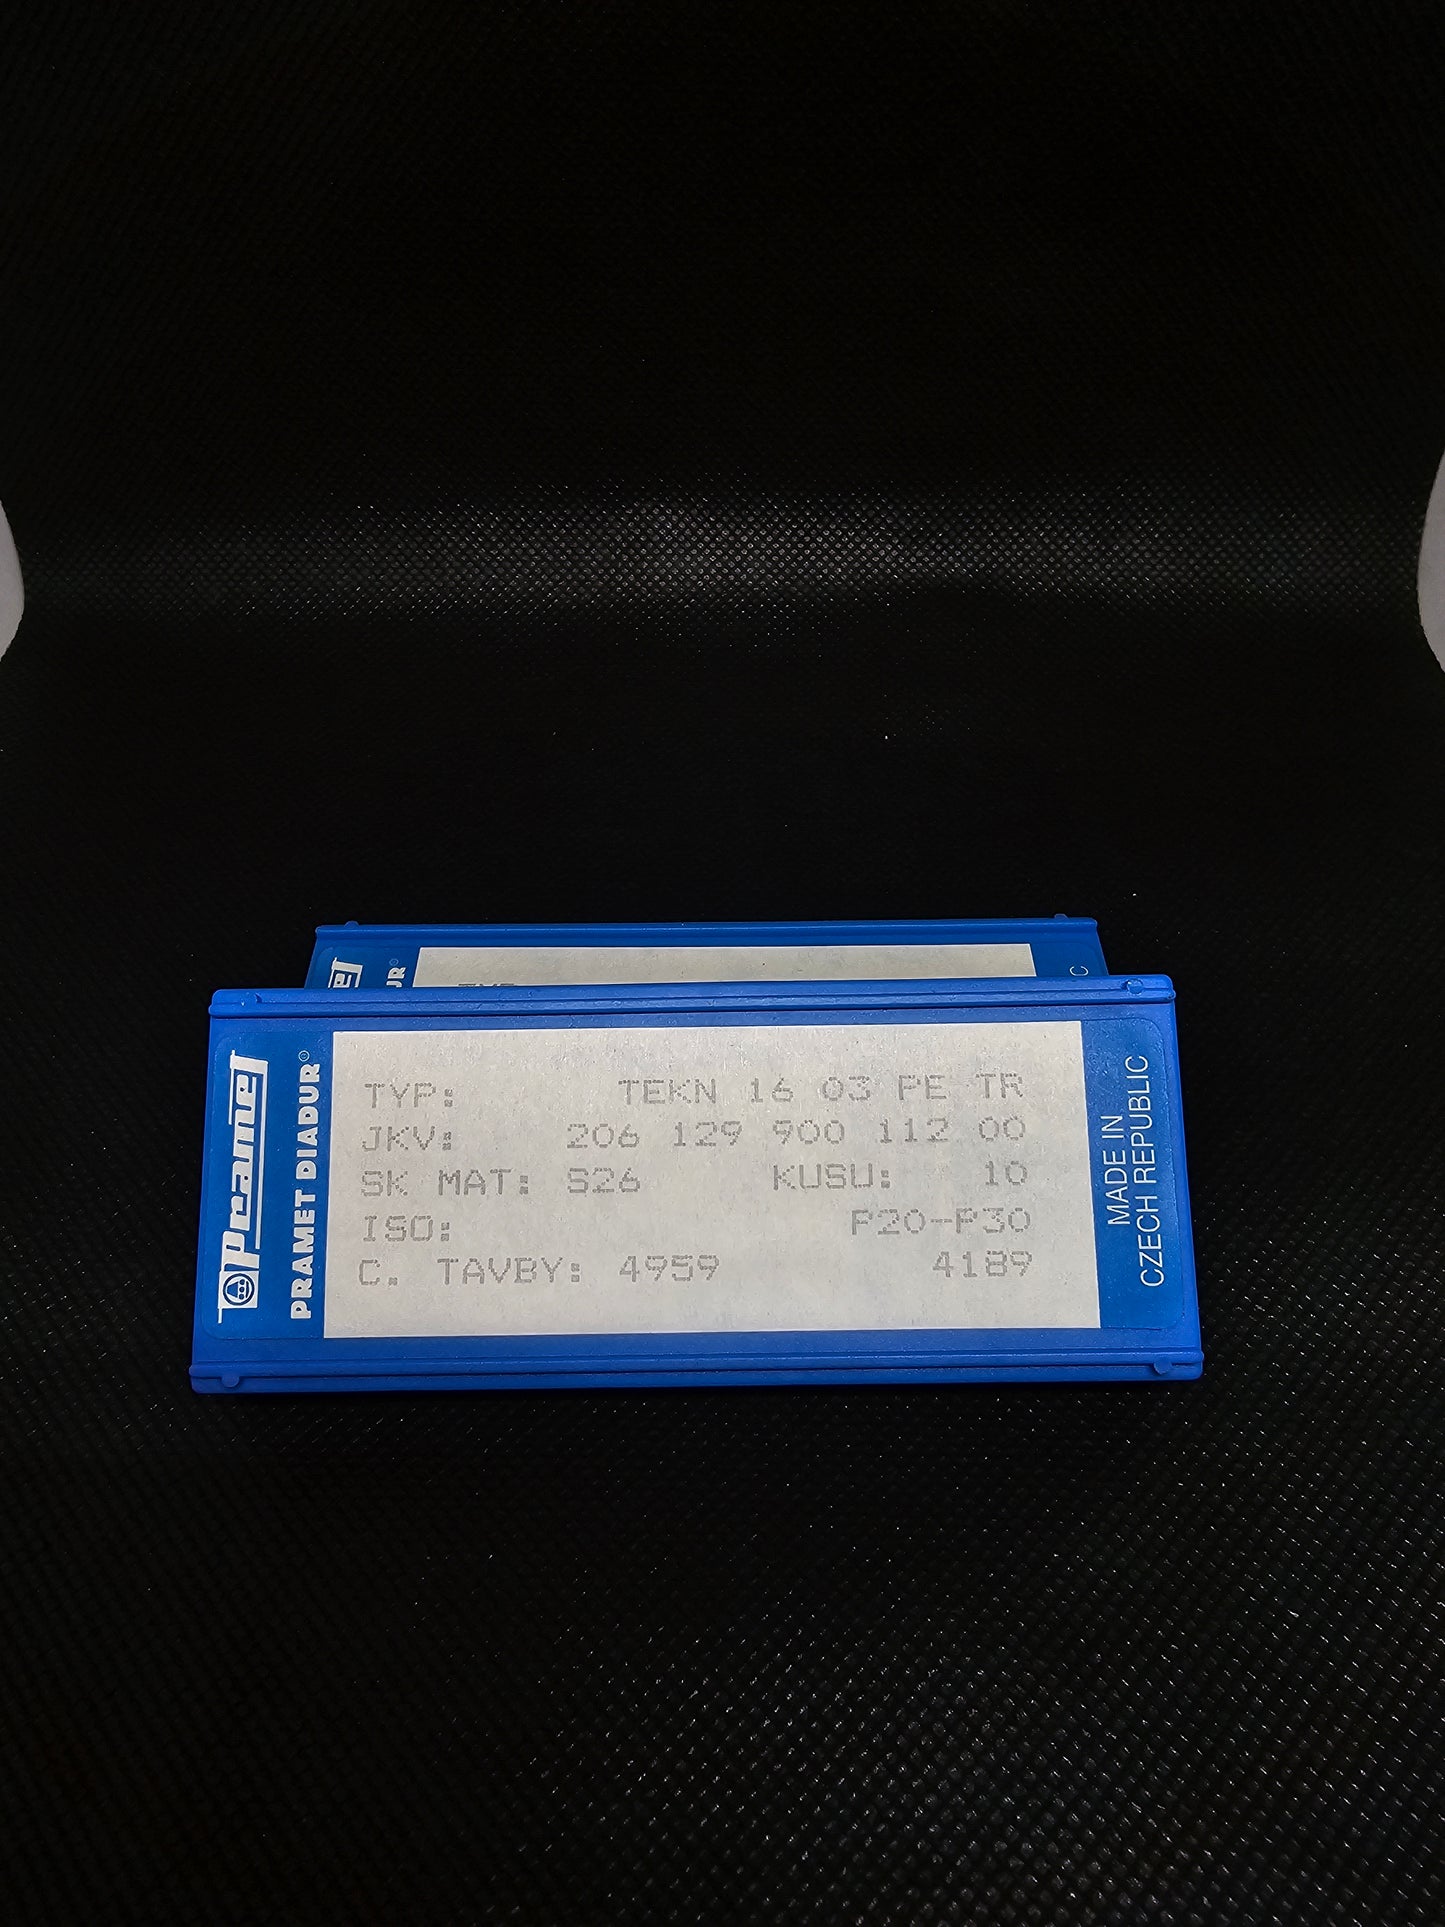 Pramet
PRAMET DIADUR®
TYP: TEKN 16 03 PE TR
JKV: 206 129 900 112 00
SK MAT: S26 KUSU: 10
ISO: P20-P30
C. TAVBY: 4959 4189
MADE IN
CZECH REPUBLIC